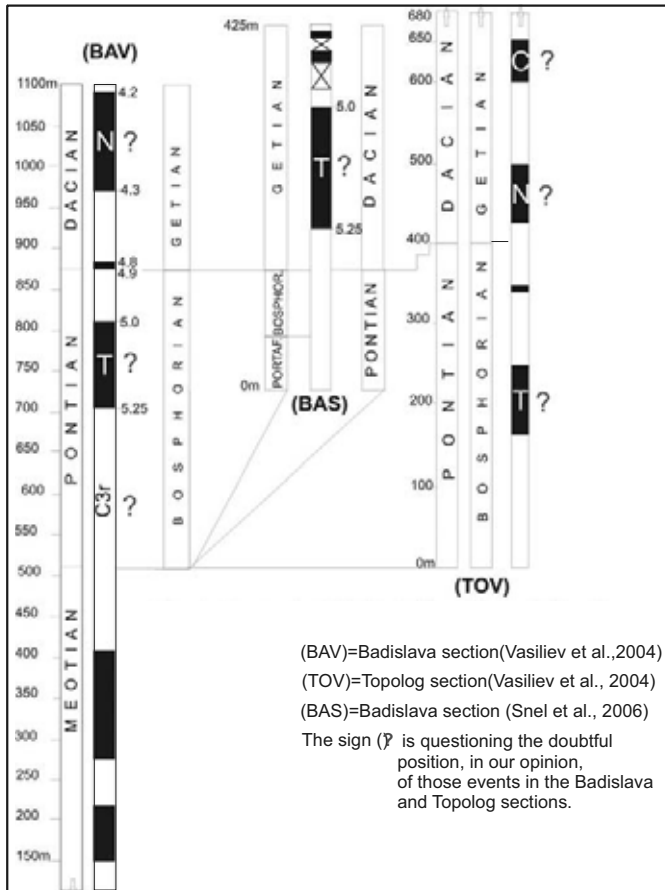 (BAV)
1100m
1050
1000
950
900
850
800
750
700
650
600
550
500
450
400
350
300
250
200
150m
DACIAN
PONTIAN
MEOTIAN
N ?
T ?
C3r ?
4.2
4.3
4.8
4.9
5.0
5.25
GETIAN
BOSPHORIAN
425m
(BAS)
0m
GETIAN
BOSPHOR.
PORTAF.
T ?
5.0
5.25
DACIAN
PONTIAN
680
650
600
500
400
300
200
100
0m
DACIAN
PONTIAN
GETIAN
BOSPHORIAN
C ?
N ?
T ?
(TOV)
(BAV)=Badislava section(Vasiliev et al.,2004)
(TOV)=Topolog section(Vasiliev et al., 2004)
(BAS)=Badislava section (Snel et al., 2006)
The sign (?) is questioning the doubtful
position, in our opinion,
of those events in the Badislava
and Topolog sections.